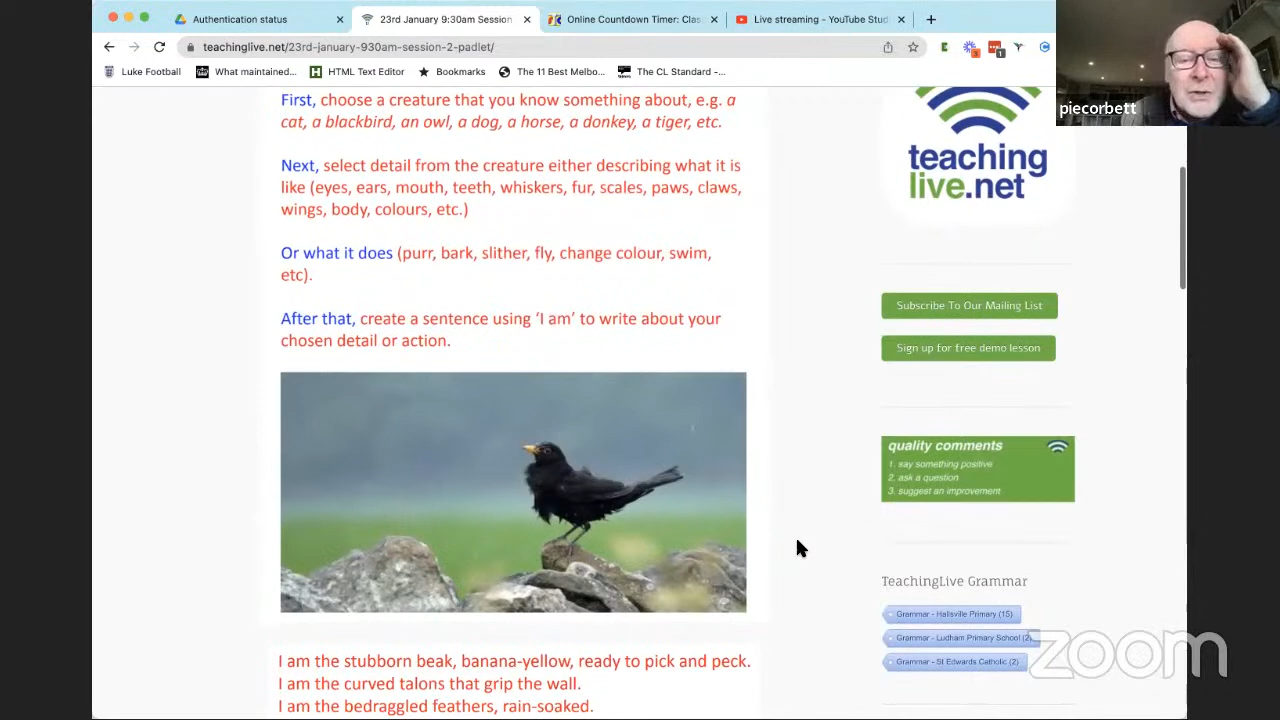 Authentication status
23rd January 9:30am Session
Online Countdown Timer: Clas
Live streaming - YouTube Stud
teachinglive.net/23rd-january-930am-session-2-padlet/
Luke Football
What maintained...
HTML Text Editor
Bookmarks
The 11 Best Melbo...
The CL Standard -...
piecorbett
First, choose a creature that you know something about, e.g. a
cat, a blackbird, an owl, a dog, a horse, a donkey, a tiger, etc.
Next, select detail from the creature either describing what it is
like (eyes, ears, mouth, teeth, whiskers, fur, scales, paws, claws,
wings, body, colours, etc.)
Or what it does (purr, bark, slither, fly, change colour, swim,
etc).
After that, create a sentence using ‘I am’ to write about your
chosen detail or action.
I am the stubborn beak, banana-yellow, ready to pick and peck.
I am the curved talons that grip the wall.
I am the bedraggled feathers, rain-soaked.
teaching
live.net
Subscribe To Our Mailing List
Sign up for free demo lesson
quality comments
1. say something positive
2. ask a question
3. suggest an improvement
TeachingLive Grammar
Grammar - Hallsville Primary (15)
Grammar - Ludham Primary School (2)
Grammar - St Edwards Catholic (2)
zoom